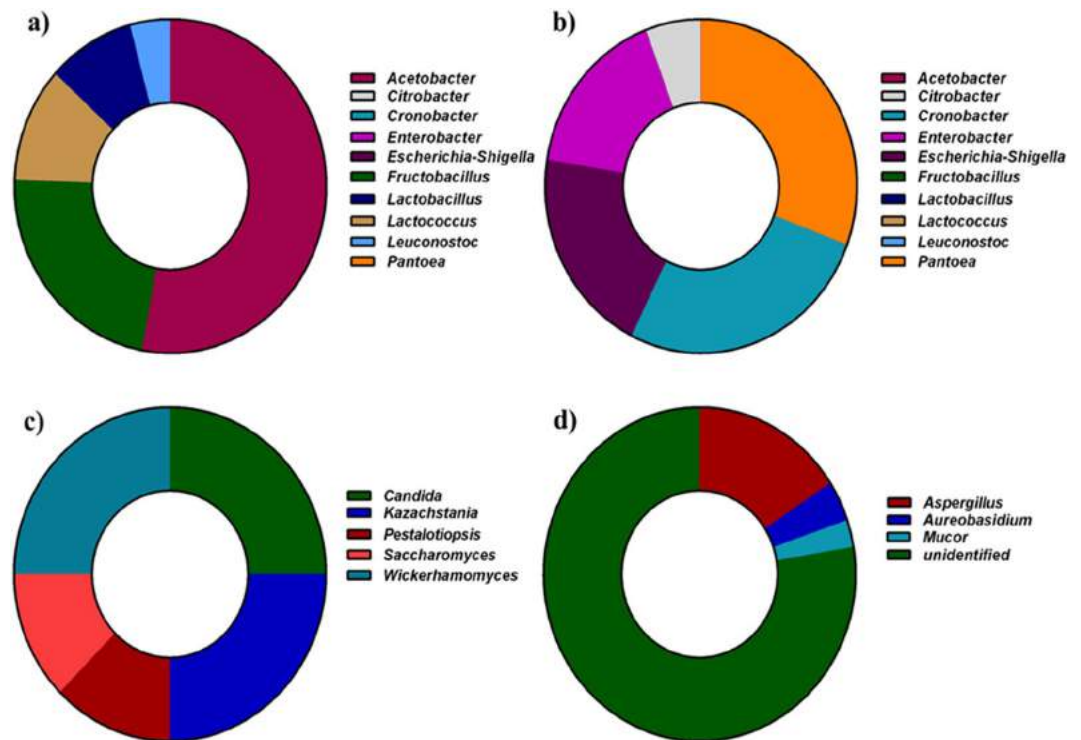 a)
Acetobacter
Citrobacter
Cronobacter
Enterobacter
Escherichia-Shigella
Fructobacillus
Lactobacillus
Lactococcus
Leuconostoc
Pantoea
b)
Acetobacter
Citrobacter
Cronobacter
Enterobacter
Escherichia-Shigella
Fructobacillus
Lactobacillus
Lactococcus
Leuconostoc
Pantoea
c)
Candida
Kazachstania
Pestalotiopsis
Saccharomyces
Wickerhamomyces
d)
Aspergillus
Aureobasidium
Mucor
unidentified